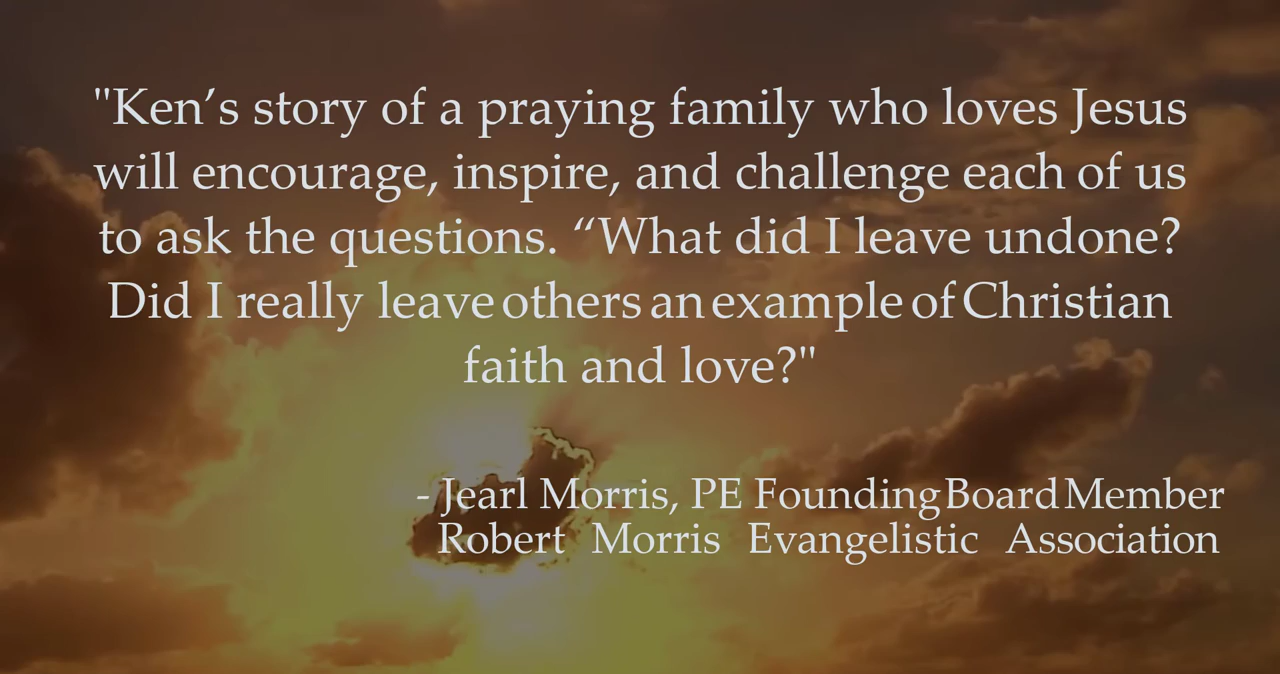 "Ken’s story of a praying family who loves Jesus
will encourage, inspire, and challenge each of us
to ask the questions. “What did I leave undone?
Did I really leave others an example of Christian
faith and love?"
- Jearl Morris, PE Founding Board Member
Robert Morris Evangelistic Association